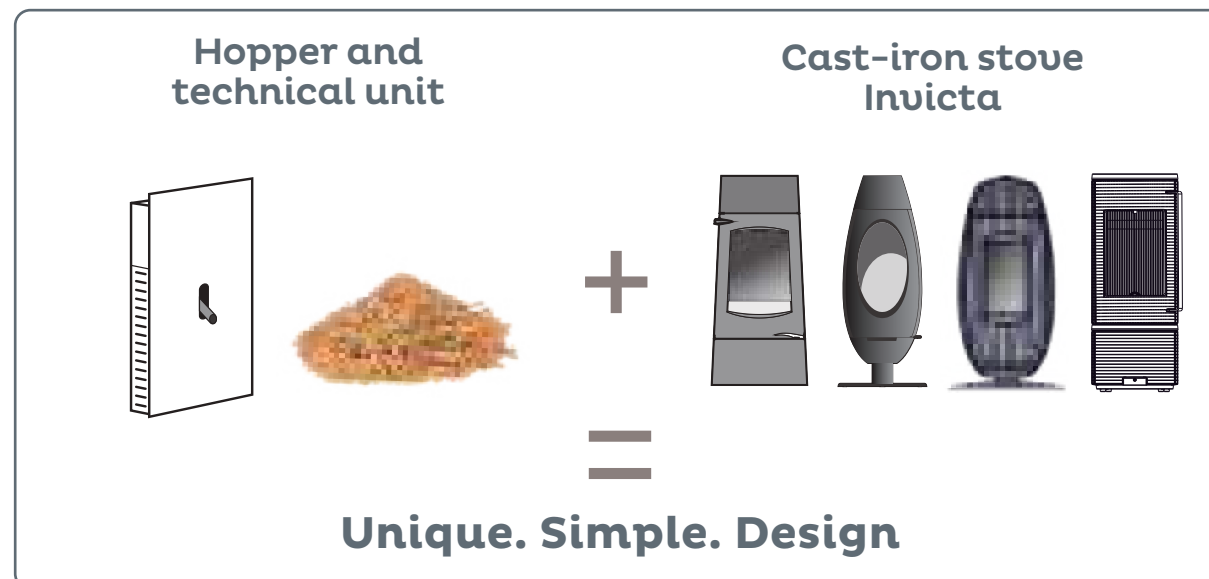 Hopper and
technical unit
Cast-iron stove
Invicta
+
=
Unique. Simple. Design